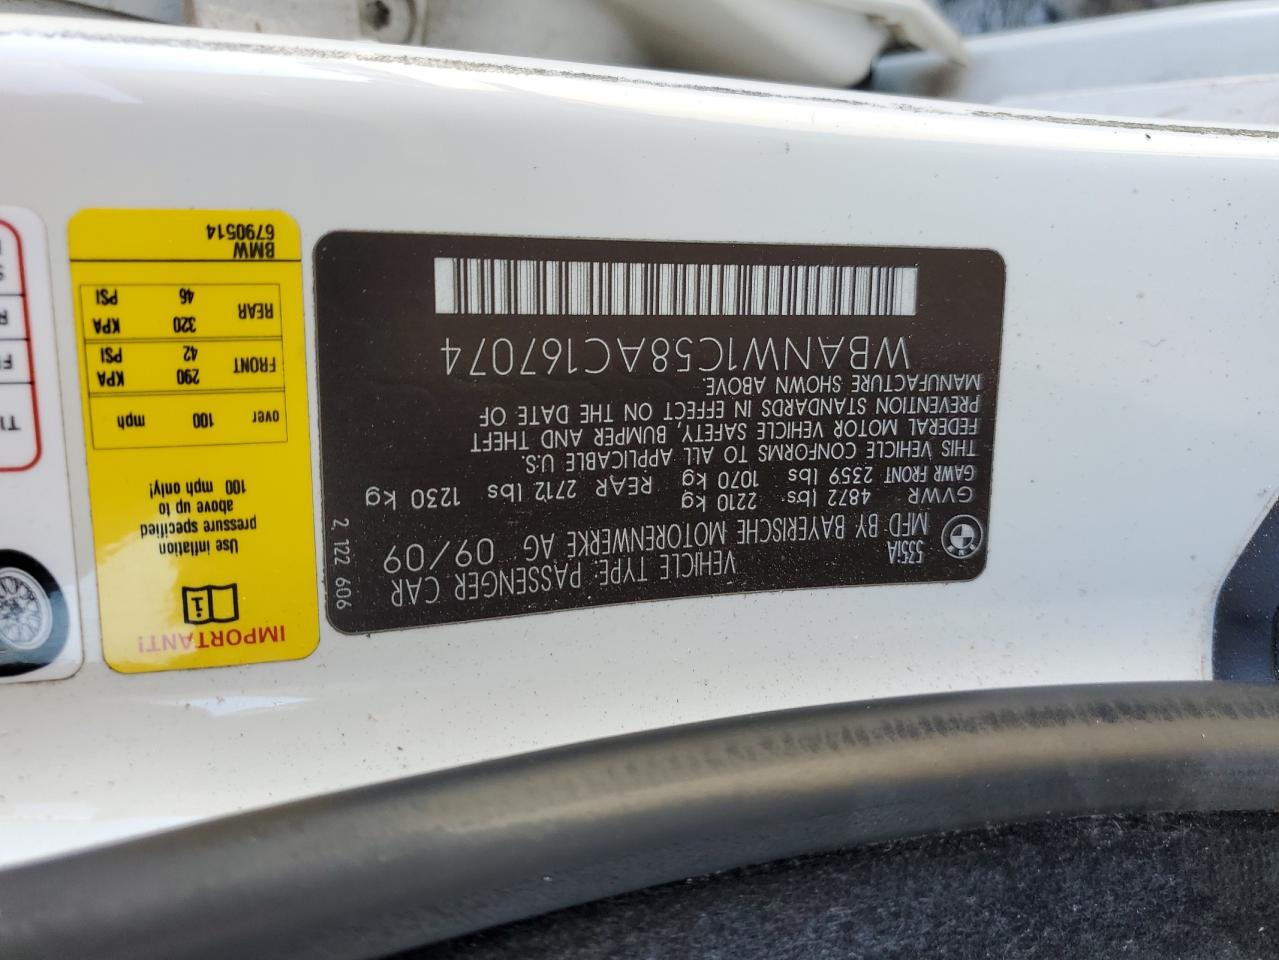 535iA
VEHICLE TYPE: PASSENGER CAR
MFD BY BAYERISCHE MOTORENWERKE AG 09/09
GVWR 4872 lbs 2210 kg
GAWR FRONT 2359 lbs 1070 kg REAR 2712 lbs 1230 kg
THIS VEHICLE CONFORMS TO ALL APPLICABLE U.S.
FEDERAL MOTOR VEHICLE SAFETY, BUMPER AND THEFT
PREVENTION STANDARDS IN EFFECT ON THE DATE OF
MANUFACTURE SHOWN ABOVE
WBANW1C58AC167074
2 122 606
IMPORTANT!
i
Use inflation
pressure specified
above up to
100 mph only!
over 100 mph
FRONT 290 KPA
42 PSI
REAR 320 KPA
46 PSI
BMW
6790514